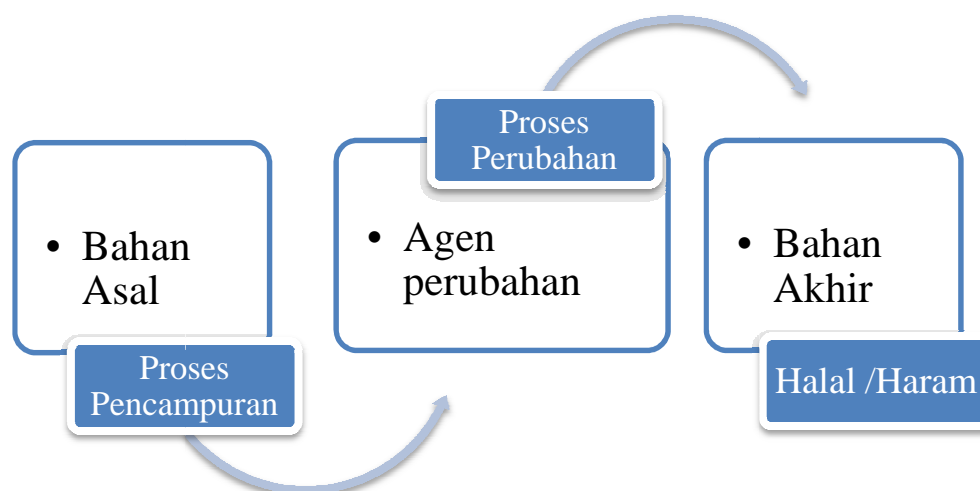 • Bahan
Asal
Proses
Pencampuran
Proses
Perubahan
• Agen
perubahan
• Bahan
Akhir
Halal /Haram